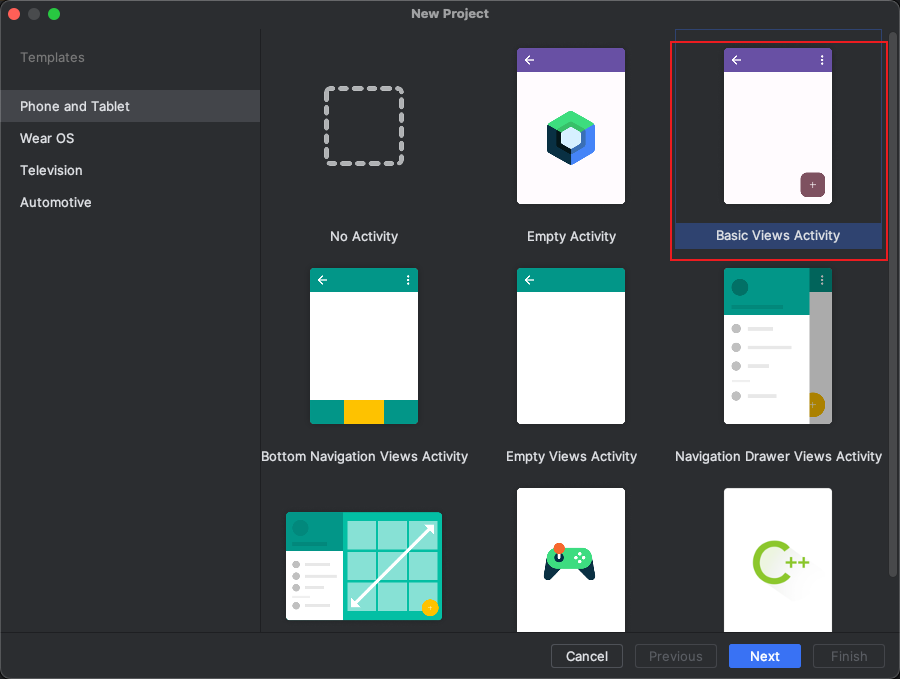 New Project
Templates
Phone and Tablet
Wear OS
Television
Automotive
No Activity
Empty Activity
Basic Views Activity
Bottom Navigation Views Activity
Empty Views Activity
Navigation Drawer Views Activity
++
Cancel
Previous
Next
Finish